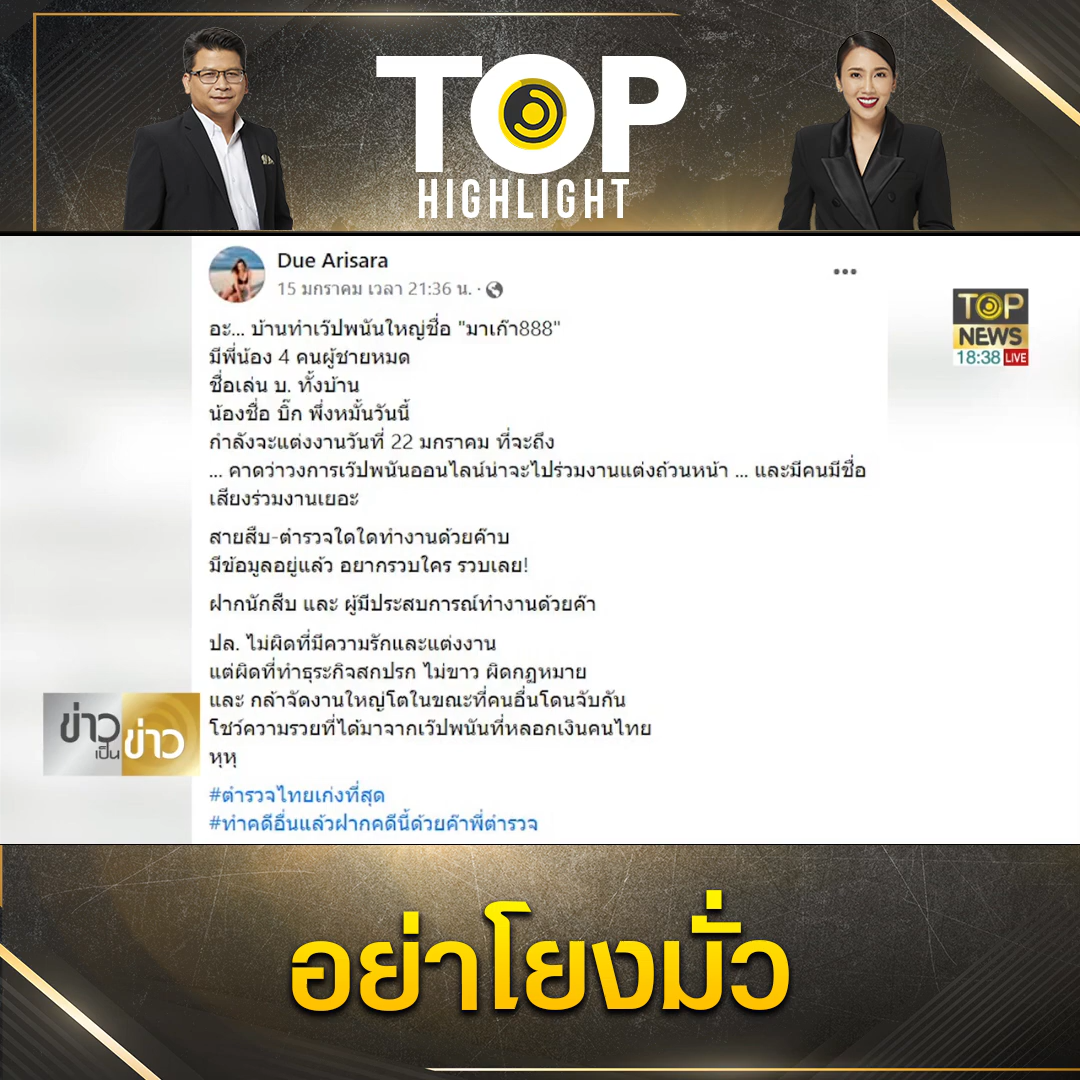 TOP
HIGHLIGHT
Due Arisara
15 มกราคม เวลา 21:36 น. ·
TOP
NEWS
18:38 LIVE
อะ... บ้านทำเว๊ปพนันใหญ่ชื่อ "มาเก๊า888"
มีพี่น้อง 4 คนผู้ชายหมด
ชื่อเล่น บ. ทั้งบ้าน
น้องชื่อ บิ๊ก พึ่งหมั้นวันนี้
กำลังจะแต่งงานวันที่ 22 มกราคม ที่จะถึง
... คาดว่าวงการเว๊ปพนันออนไลน์น่าจะไปร่วมงานแต่งถ้วนหน้า ... และมีคนมีชื่อ
เสียงร่วมงานเยอะ
สายสืบ-ตำรวจใดใดทำงานด้วยค๊าบ
มีข้อมูลอยู่แล้ว อยากรวบใคร รวบเลย!
ฝากนักสืบ และ ผู้มีประสบการณ์ทำงานด้วยค๊า
ปล. ไม่ผิดที่มีความรักและแต่งงาน
แต่ผิดที่ทำธุระกิจสกปรก ไม่ขาว ผิดกฎหมาย
และ กล้าจัดงานใหญ่โตในขณะที่คนอื่นโดนจับกัน
โชว์ความรวยที่ได้มาจากเว๊ปพนันที่หลอกเงินคนไทย
หุหุ
#ตำรวจไทยเก่งที่สุด
#ทำคดีอื่นแล้วฝากคดีนี้ด้วยค๊าพี่ตำรวจ
ข่าว
เป็น ข่าว
อย่าโยงมั่ว